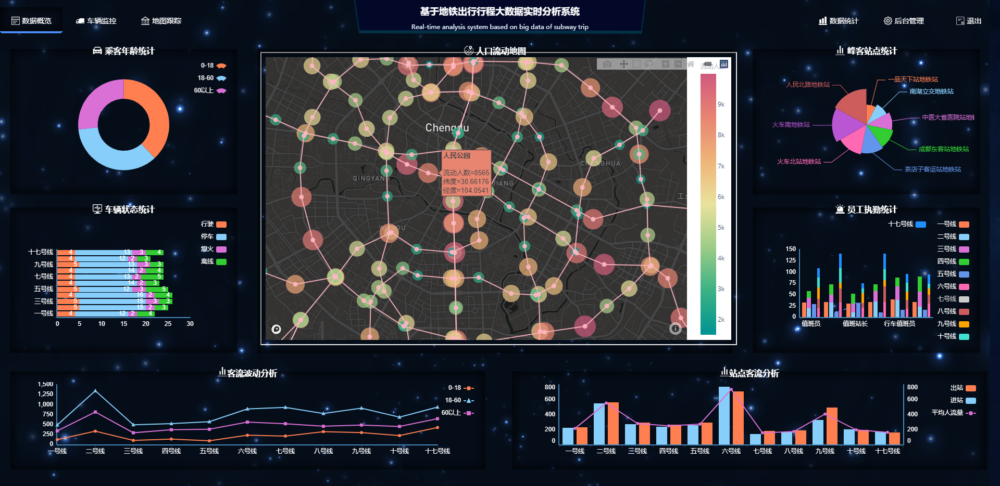 数据概览
车辆监控
地图跟踪
基于地铁出行行程大数据实时分析系统
Real-time analysis system based on big data of subway trip
数据统计
后台管理
退出
乘客年龄统计
0-18
18-60
60以上
人口流动地图
Chengdu
QINGYANG
CHENGHUA
JIANG
人民公园
流动人数=8565
纬度=30.66176
经度=104.0541
9k
8k
7k
6k
5k
4k
3k
2k
峰客站点统计
人民北路地铁站
一品天下站地铁站
南湖立交地铁站
中医大省医院站地
火车南地铁站
成都东客站地铁站
火车北站地铁站
茶店子客运站地铁站
车辆状态统计
行驶
停车
熄火
离线
十七号线
九号线
七号线
五号线
三号线
一号线
4 13 3 4
4 12 2 3
5 13 3 3
4 14 2 4
4 13 2 5
4 14 2 3
5 12 3 5
4 16 2 4
5 15 3 3
5 15 2 3
4 12 2 4
0 5 10 15 20 25 30
员工执勤统计
十七号线
一号线
二号线
三号线
四号线
五号线
六号线
七号线
八号线
九号线
十号线
150
125
100
75
50
25
0
值班员 值班站长 行车值班员
客流波动分析
0-18
18-60
60以上
1,500
1,250
1,000
750
500
250
0
一号线 二号线 三号线 四号线 五号线 六号线 七号线 八号线 九号线 十号线 十七号线
站点客流分析
出站
进站
平均人流量
800
600
400
200
0
800
600
400
200
0
一号线 二号线 三号线 四号线 五号线 六号线 七号线 八号线 九号线 十号线 十七号线